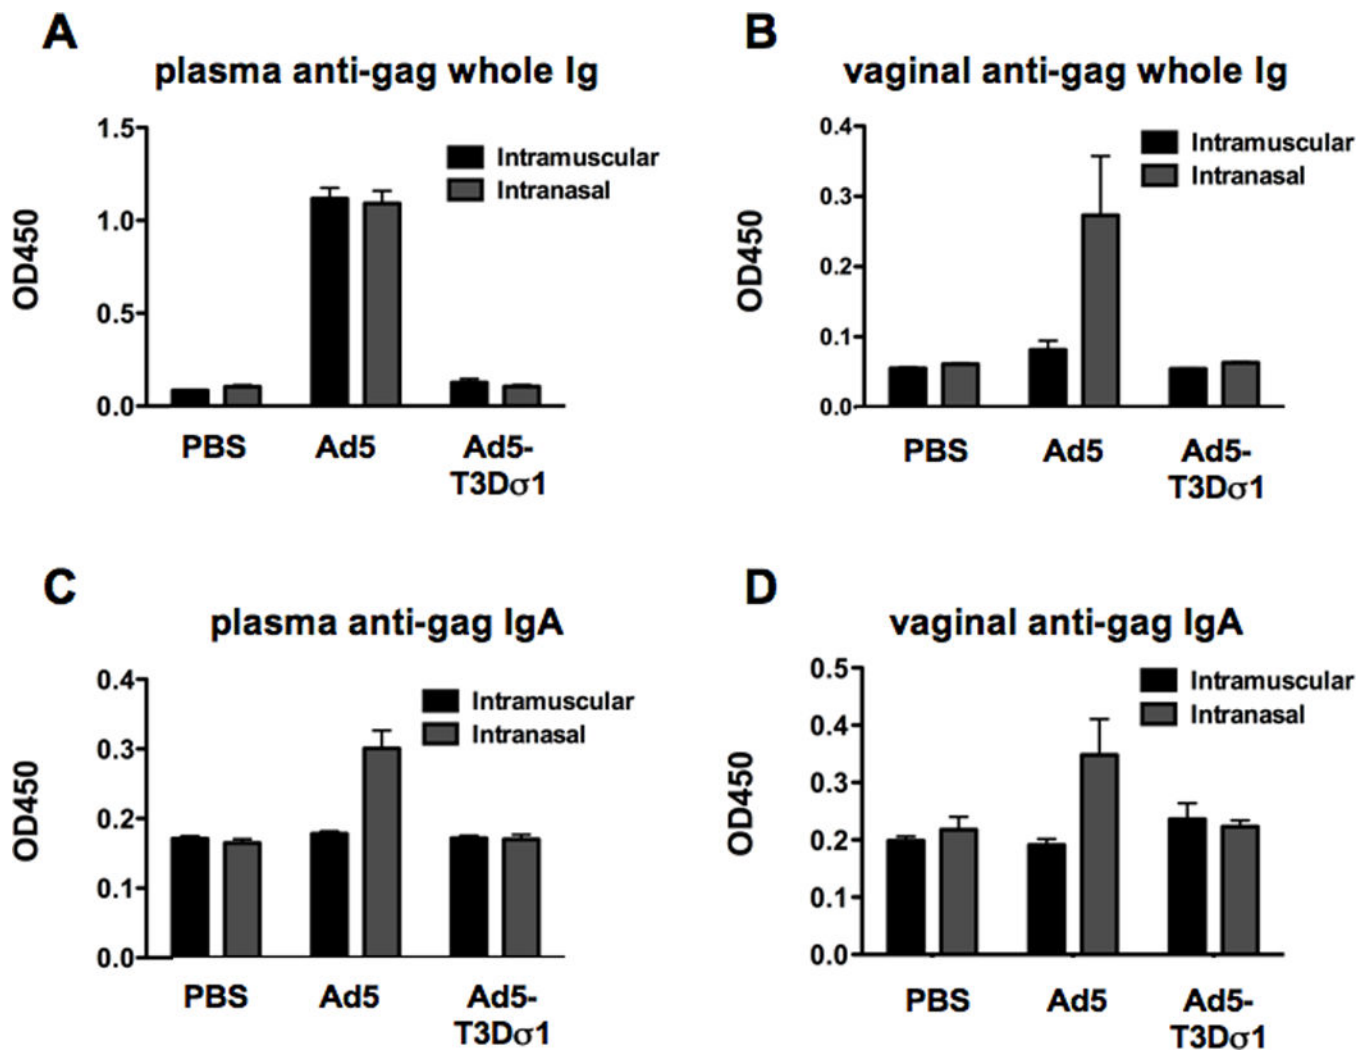 A
plasma anti-gag whole Ig
OD450
1.5
1.0
0.5
0.0
Intramuscular
Intranasal
PBS
Ad5
Ad5-
T3Dσ1
B
vaginal anti-gag whole Ig
OD450
0.4
0.3
0.2
0.1
0.0
Intramuscular
Intranasal
PBS
Ad5
Ad5-
T3Dσ1
C
plasma anti-gag IgA
OD450
0.4
0.3
0.2
0.1
0.0
Intramuscular
Intranasal
PBS
Ad5
Ad5-
T3Dσ1
D
vaginal anti-gag IgA
OD450
0.5
0.4
0.3
0.2
0.1
0.0
Intramuscular
Intranasal
PBS
Ad5
Ad5-
T3Dσ1